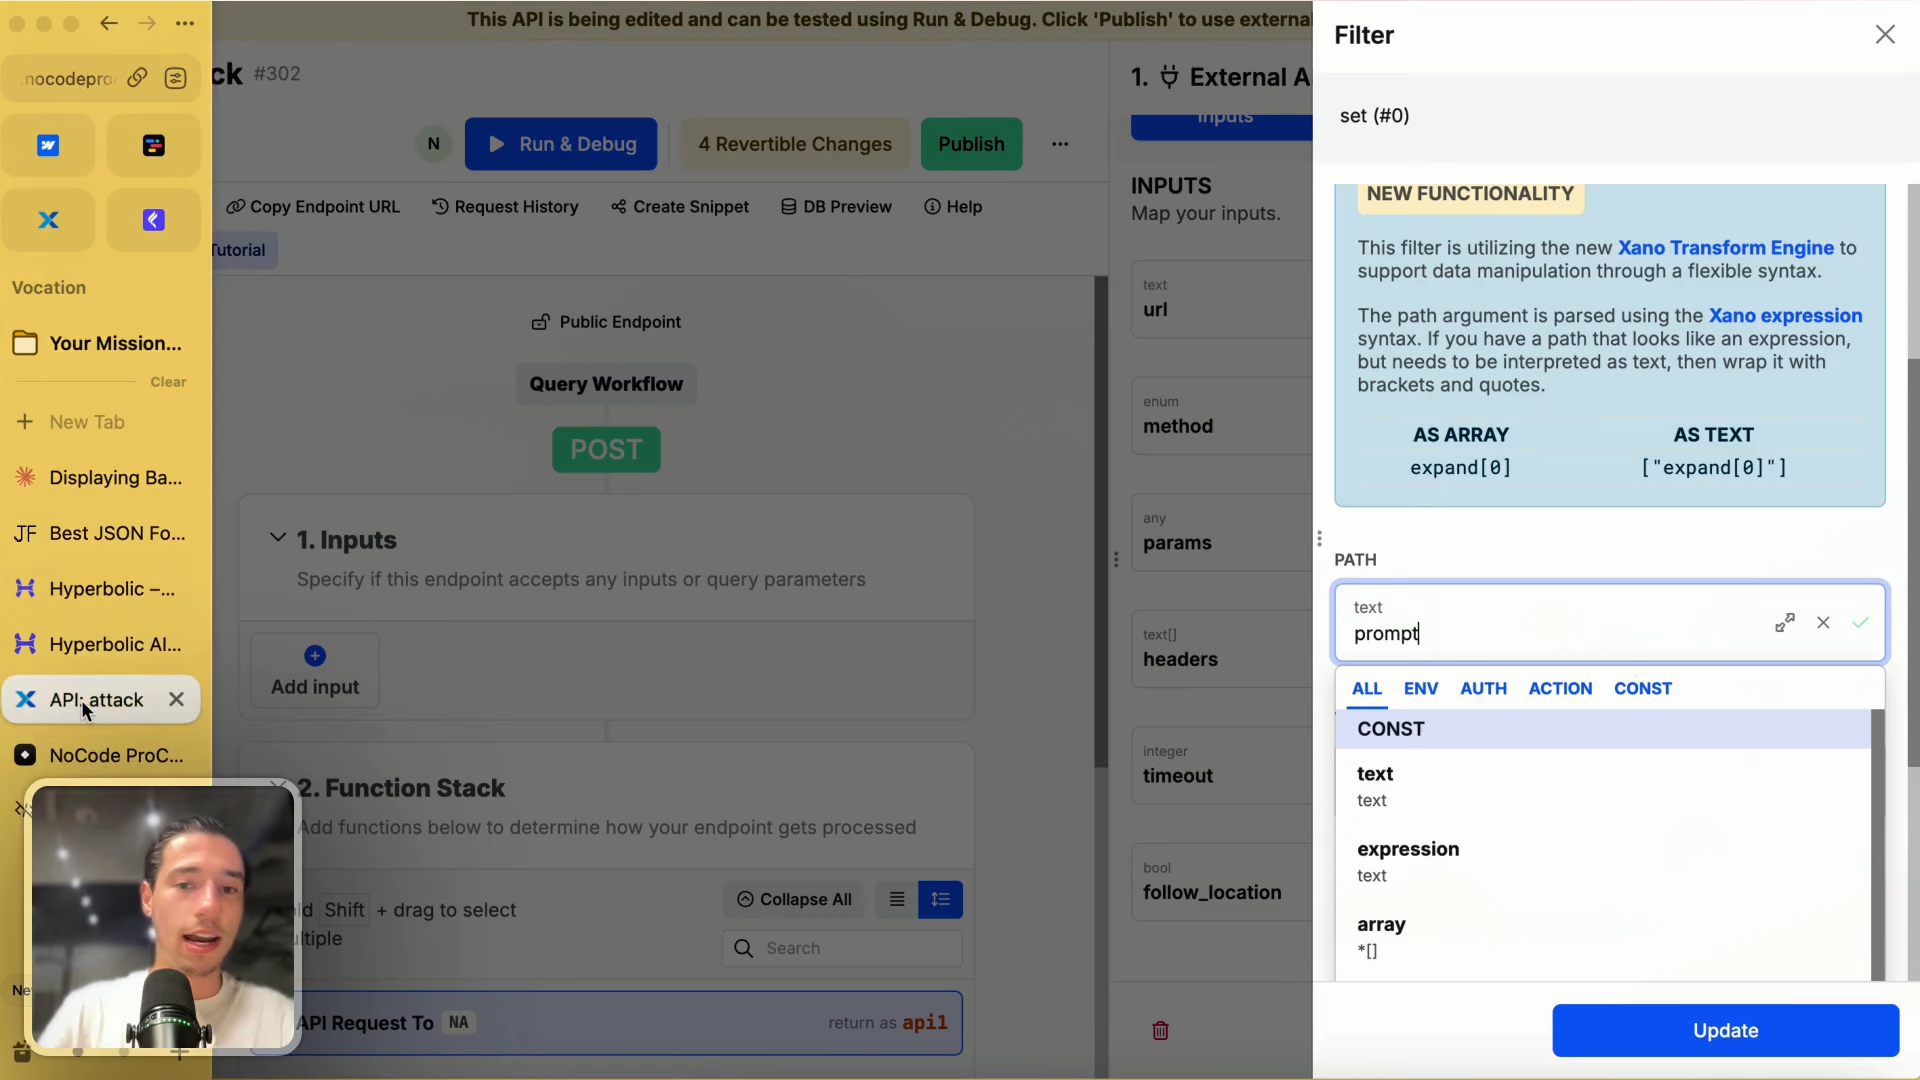 This API is being edited and can be tested using Run & Debug. Click 'Publish' to use external
.nocodepro
Vocation
Your Mission...
Clear
New Tab
Displaying Ba...
JF Best JSON Fo...
Hyperbolic –...
Hyperbolic AI...
API: attack
NoCode ProC...
ck #302
N
Run & Debug
4 Revertible Changes
Publish
Copy Endpoint URL
Request History
Create Snippet
DB Preview
Help
Tutorial
Public Endpoint
Query Workflow
POST
1. Inputs
Specify if this endpoint accepts any inputs or query parameters
Add input
2. Function Stack
Add functions below to determine how your endpoint gets processed
Shift + drag to select
Collapse All
Search
API Request To NA
return as api1
1. External A
Inputs
INPUTS
Map your inputs.
text
url
enum
method
any
params
text[]
headers
integer
timeout
bool
follow_location
Filter
set (#0)
NEW FUNCTIONALITY
This filter is utilizing the new Xano Transform Engine to
support data manipulation through a flexible syntax.
The path argument is parsed using the Xano expression
syntax. If you have a path that looks like an expression,
but needs to be interpreted as text, then wrap it with
brackets and quotes.
AS ARRAY
AS TEXT
expand[0]
["expand[0]"]
PATH
text
prompt
ALL ENV AUTH ACTION CONST
CONST
text
text
expression
text
array
*[]
Update